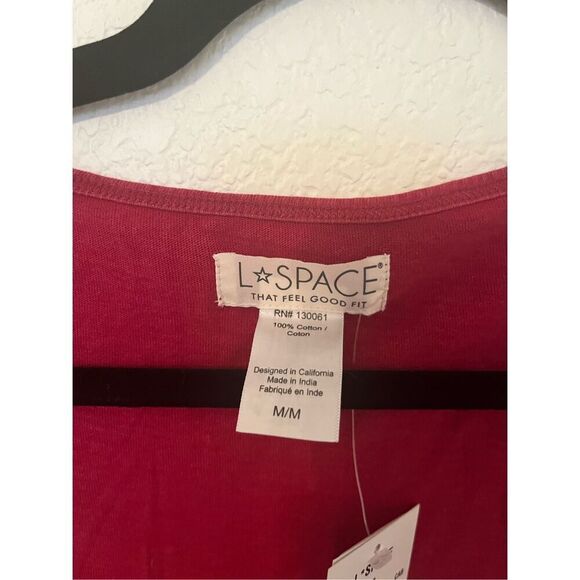 L☆SPACE®
THAT FEEL GOOD FIT
RN# 130061
100% Cotton /
Coton
Designed in California
Made in India
Fabriqué en Inde
M/M